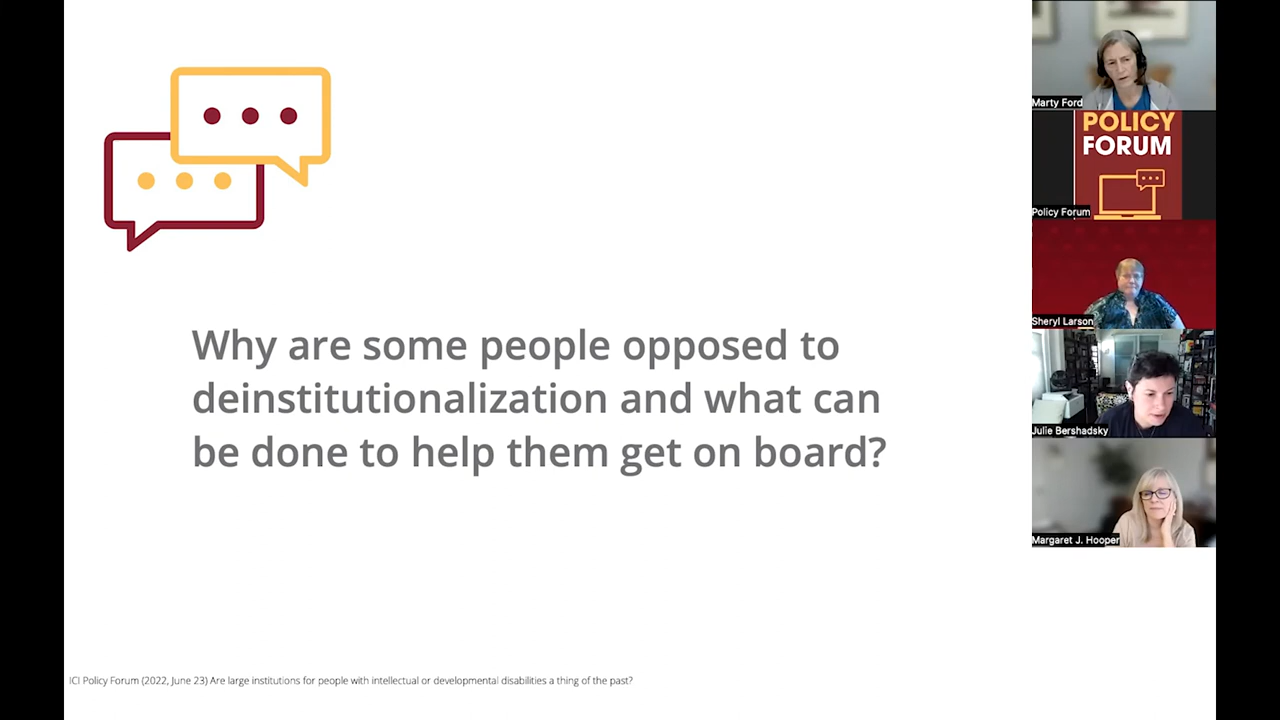 Why are some people opposed to
deinstitutionalization and what can
be done to help them get on board?
ICI Policy Forum (2022, June 23) Are large institutions for people with intellectual or developmental disabilities a thing of the past?
Marty Ford
POLICY
FORUM
Policy Forum
Sheryl Larson
Julie Bershadsky
Margaret J. Hooper